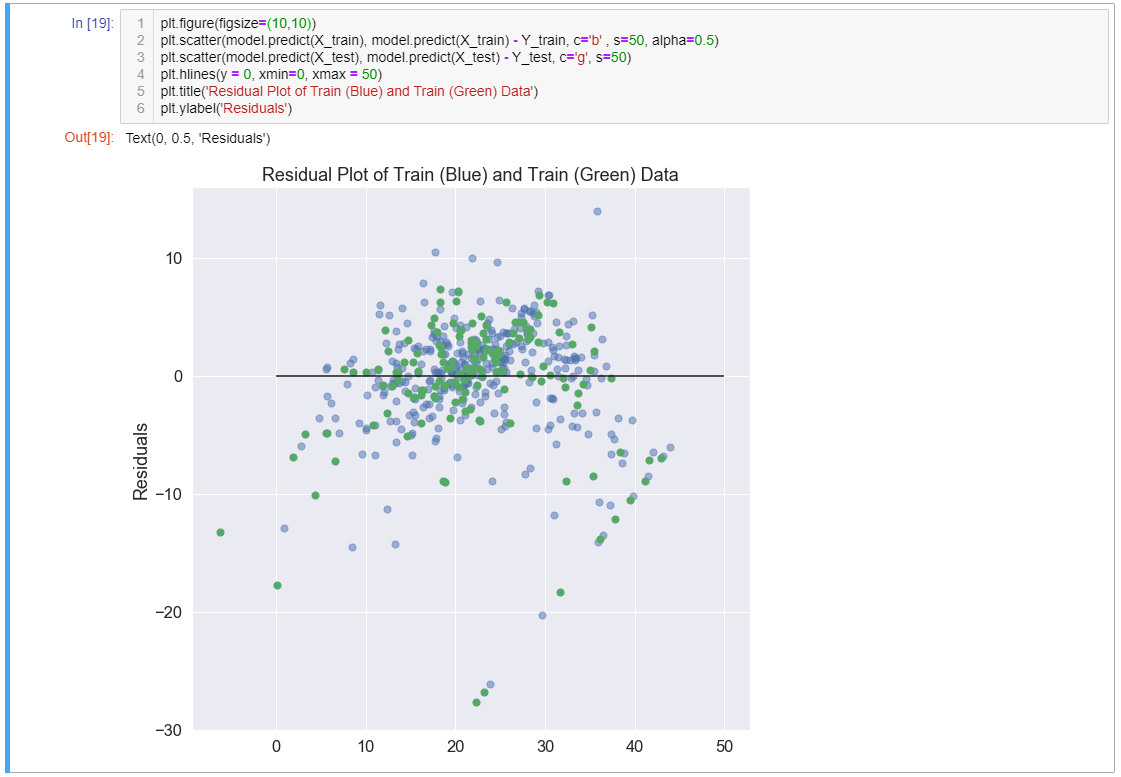 In [19]:
1 plt.figure(figsize=(10,10))
2 plt.scatter(model.predict(X_train), model.predict(X_train) - Y_train, c='b' , s=50, alpha=0.5)
3 plt.scatter(model.predict(X_test), model.predict(X_test) - Y_test, c='g', s=50)
4 plt.hlines(y = 0, xmin=0, xmax = 50)
5 plt.title('Residual Plot of Train (Blue) and Train (Green) Data')
6 plt.ylabel('Residuals')
Out[19]: Text(0, 0.5, 'Residuals')
Residual Plot of Train (Blue) and Train (Green) Data
10
0
−10
−20
−30
Residuals
0 10 20 30 40 50